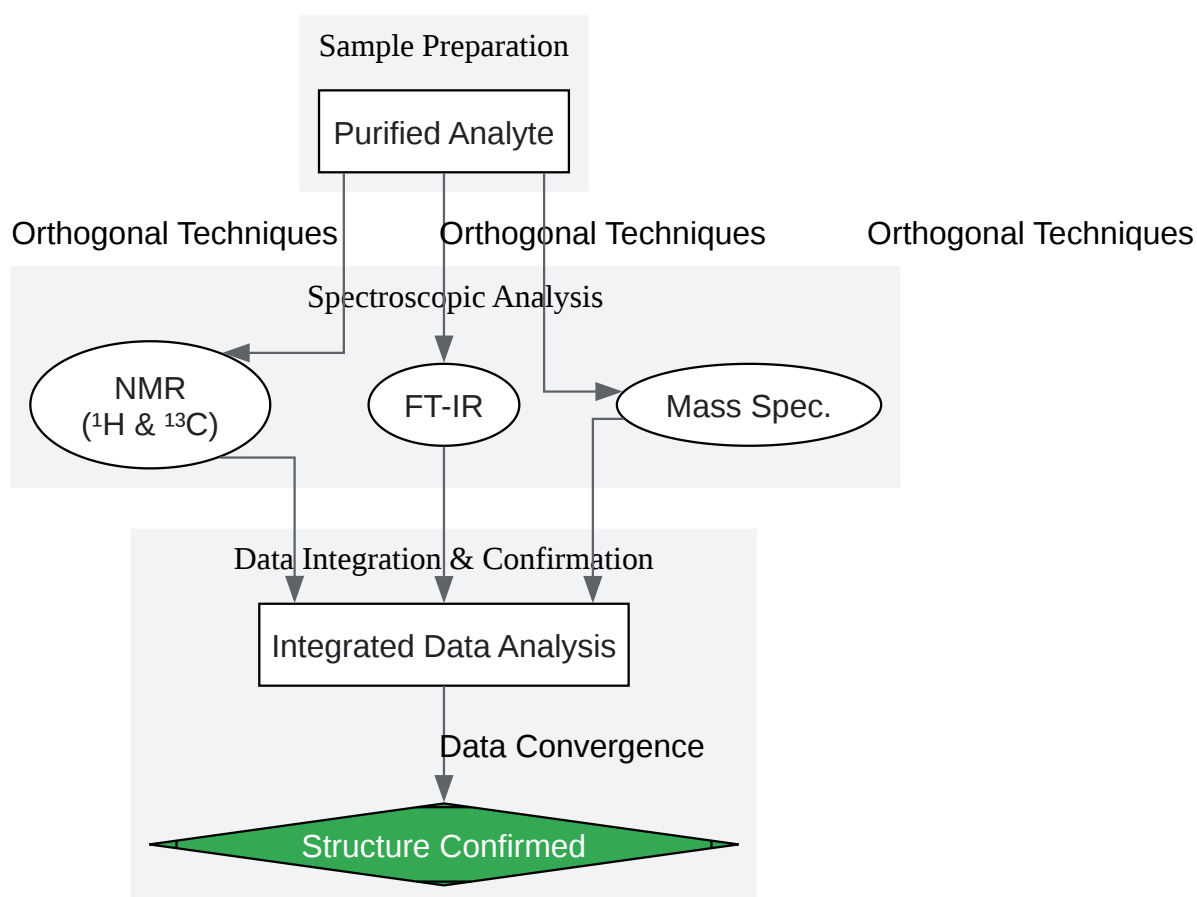 Sample Preparation
Purified Analyte
Orthogonal Techniques
Orthogonal Techniques
Orthogonal Techniques
Spectroscopic Analysis
NMR
(¹H & ¹³C)
FT-IR
Mass Spec.
Data Integration & Confirmation
Integrated Data Analysis
Data Convergence
Structure Confirmed